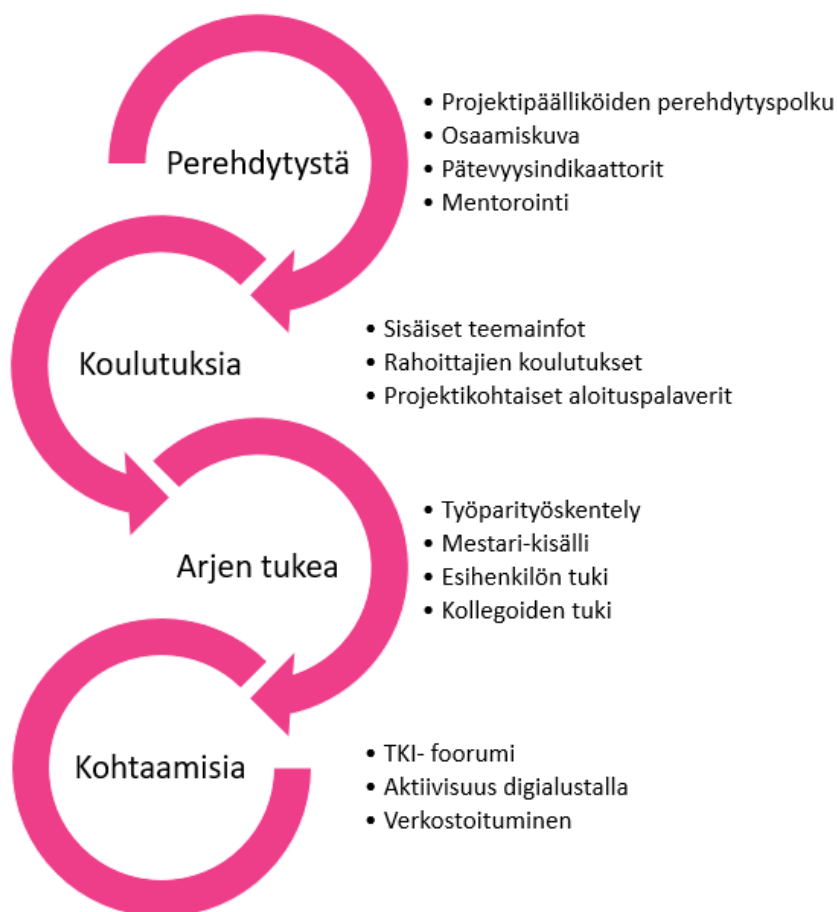 Perehdytystä
• Projektipäälliköiden perehdytyspolku
• Osaamiskuva
• Pätevyysindikaattorit
• Mentorointi
Koulutuksia
• Sisäiset teemainfot
• Rahoittajien koulutukset
• Projektikohtaiset aloituspalaverit
Arjen tukea
• Työparityöskentely
• Mestari-kisälli
• Esihenkilön tuki
• Kollegoiden tuki
Kohtaamisia
• TKI- foorumi
• Aktiivisuus digialustalla
• Verkostoituminen